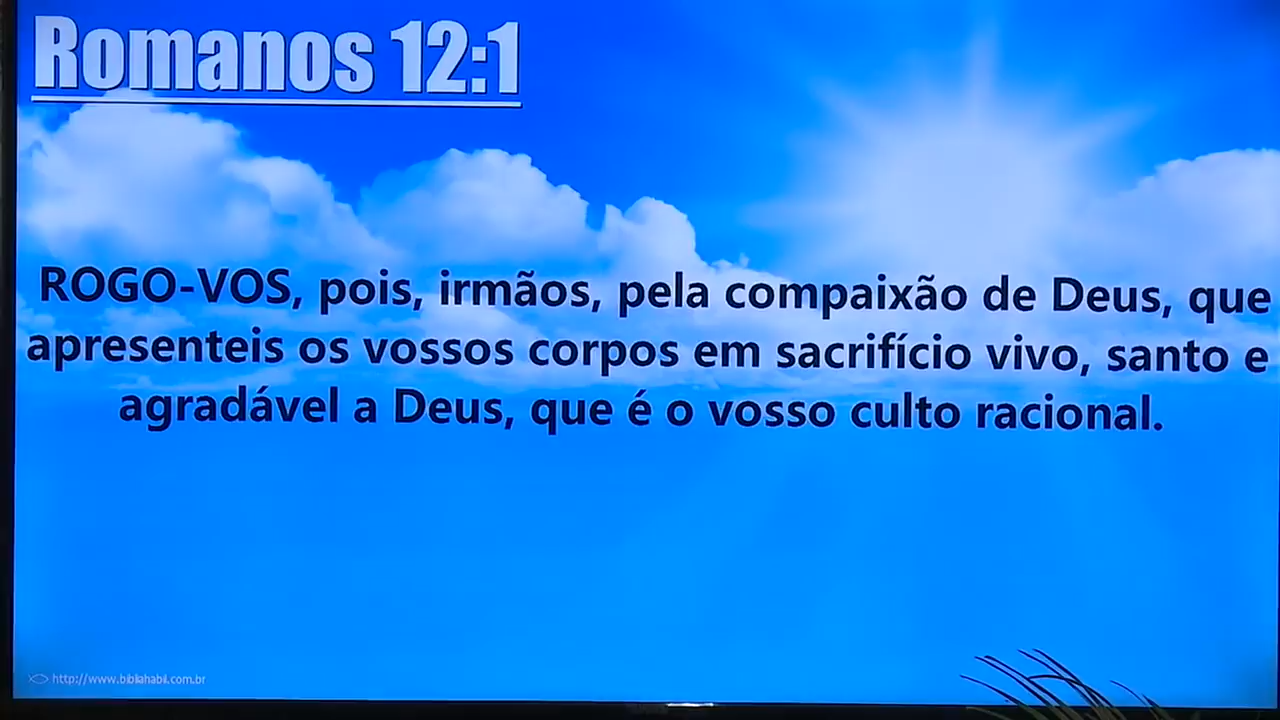 Romanos 12:1
ROGO-VOS, pois, irmãos, pela compaixão de Deus, que
apresenteis os vossos corpos em sacrifício vivo, santo e
agradável a Deus, que é o vosso culto racional.
http://www.bibliahabil.com.br